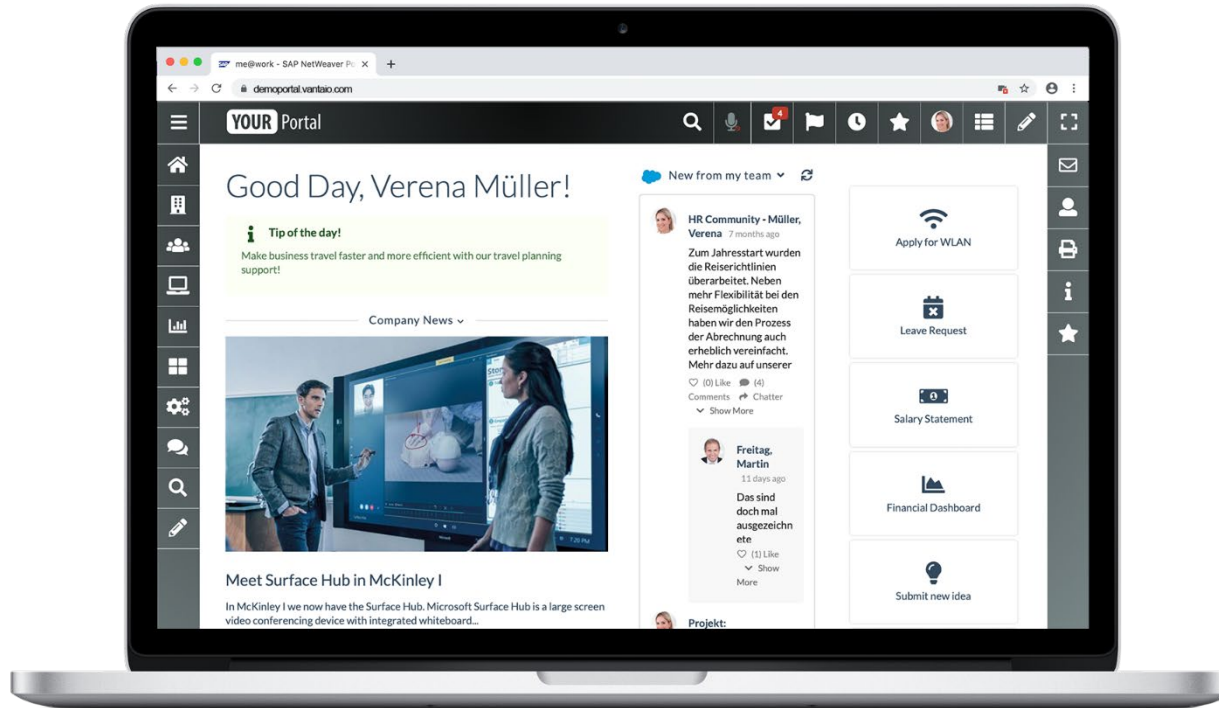 me@work - SAP NetWeaver Po
demoportal.vantaio.com
YOUR Portal
4
Good Day, Verena Müller!
Tip of the day!
Make business travel faster and more efficient with our travel planning
support!
Company News
Meet Surface Hub in McKinley I
In McKinley I we now have the Surface Hub. Microsoft Surface Hub is a large screen
video conferencing device with integrated whiteboard...
New from my team
HR Community - Müller,
Verena 7 months ago
Zum Jahresstart wurden
die Reiserichtlinien
überarbeitet. Neben
mehr Flexibilität bei den
Reisemöglichkeiten
haben wir den Prozess
der Abrechnung auch
erheblich vereinfacht.
Mehr dazu auf unserer
(0) Like (4)
Comments Chatter
Show More
Freitag,
Martin
11 days ago
Das sind
doch mal
ausgezeichn
ete
(1) Like
Show
More
Projekt:
Apply for WLAN
Leave Request
Salary Statement
Financial Dashboard
Submit new idea